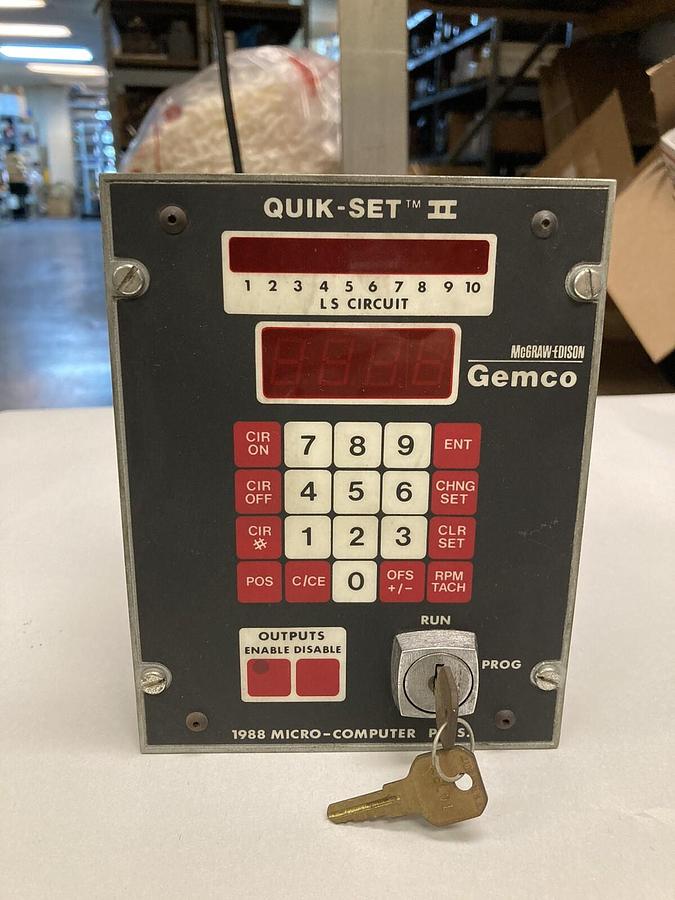 QUIK-SET™ II
1 2 3 4 5 6 7 8 9 10
LS CIRCUIT
McGRAW-EDISON
Gemco
CIR ON 7 8 9 ENT
CIR OFF 4 5 6 CHNG SET
CIR # 1 2 3 CLR SET
POS C/CE 0 OFS +/− RPM TACH
RUN
OUTPUTS
ENABLE DISABLE
PROG
1988 MICRO-COMPUTER